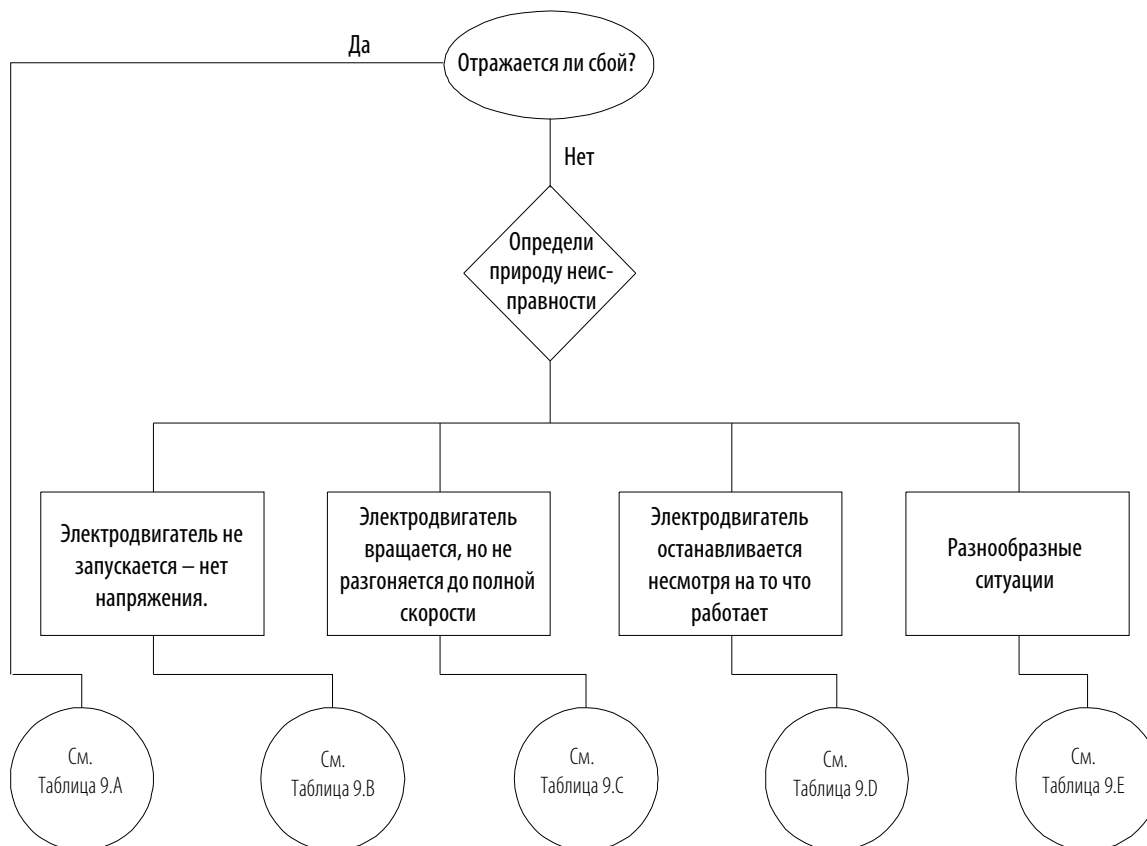 Да
Отражается ли сбой?
Нет
Определи
природу неис-
правности
Электродвигатель не
запускается – нет
напряжения.
Электродвигатель
вращается, но не
разгоняется до полной
скорости
Электродвигатель
останавливается
несмотря на то что
работает
Разнообразные
ситуации
См.
Таблица 9.A
См.
Таблица 9.B
См.
Таблица 9.C
См.
Таблица 9.D
См.
Таблица 9.E